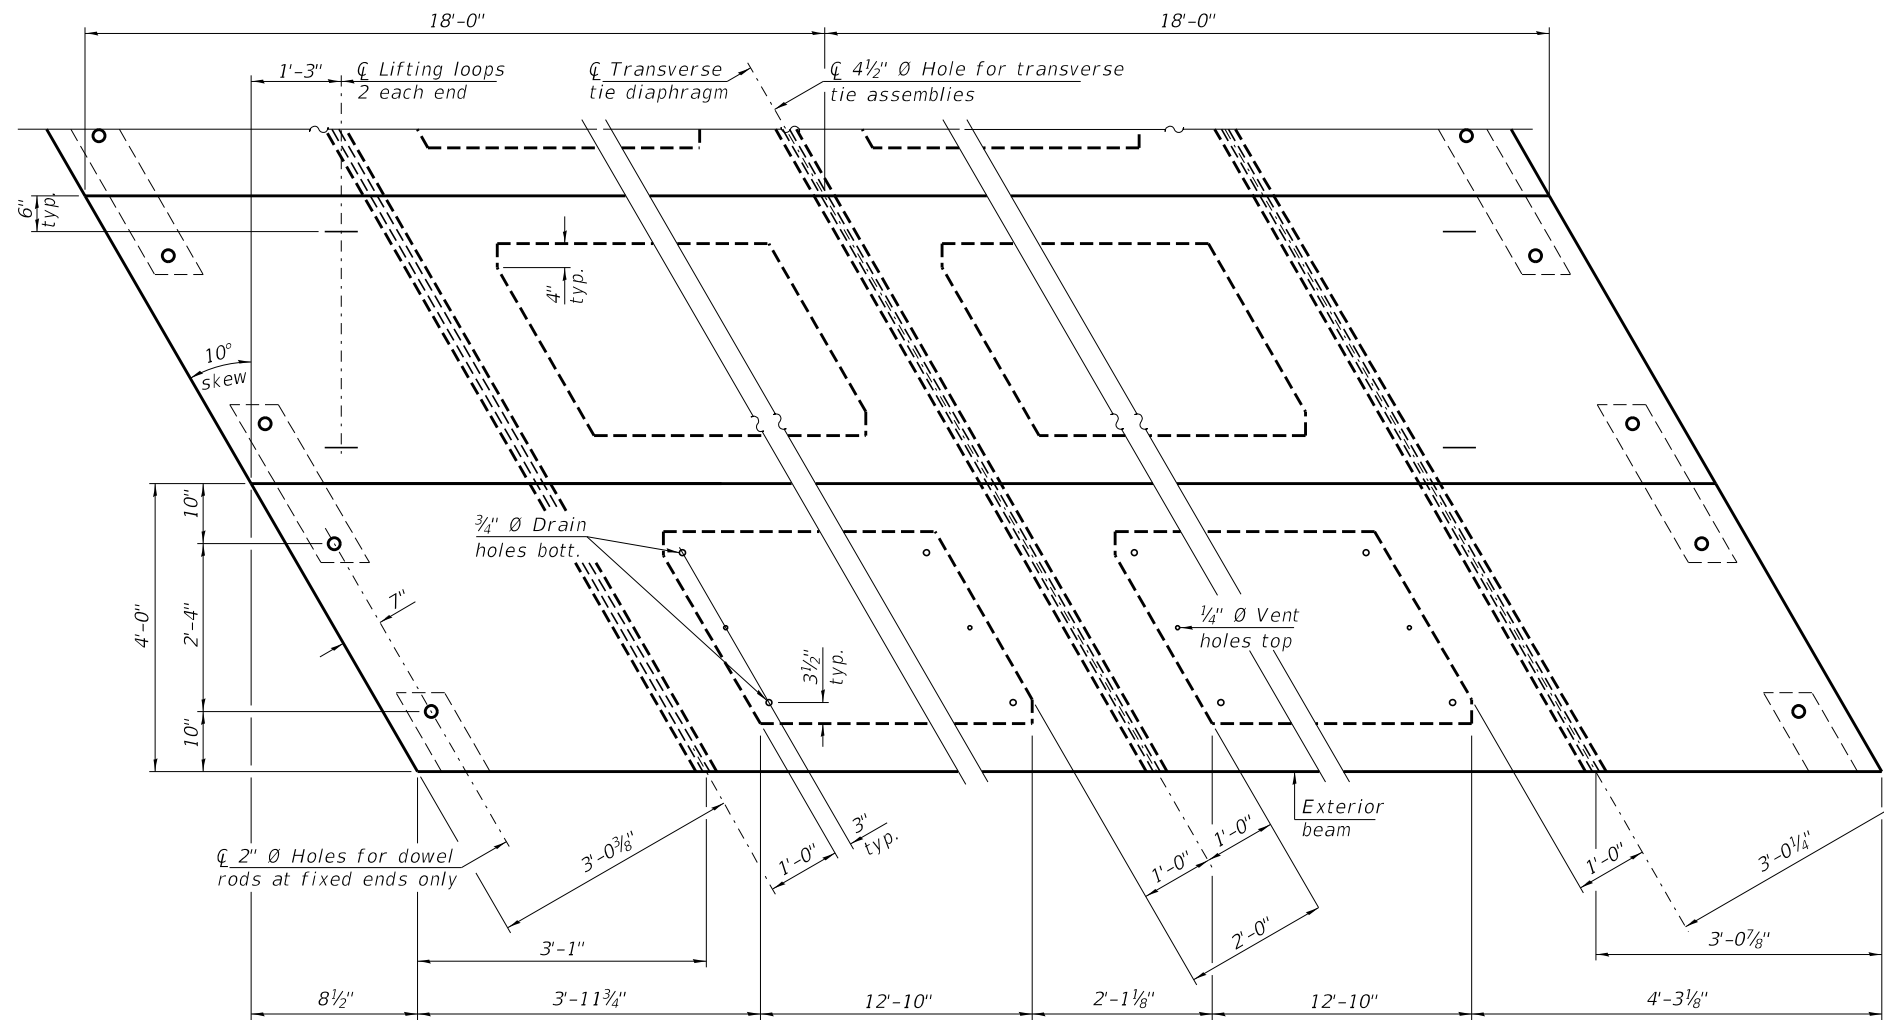 18'-0"
18'-0"
1'-3"
℄ Lifting loops
2 each end
℄ Transverse
tie diaphragm
℄ 4½" Ø Hole for transverse
tie assemblies
6"
typ.
4"
typ.
10°
skew
10"
¾" Ø Drain
holes bott.
4'-0"
2'-4"
7"
¼" Ø Vent
holes top
3½"
typ.
10"
Exterior
beam
℄ 2" Ø Holes for dowel
rods at fixed ends only
3'-0⅜"
1'-0"
3"
typ.
1'-0"
1'-0"
2'-0"
1'-0"
3'-0¼"
3'-1"
3'-0⅞"
8½"
3'-11¾"
12'-10"
2'-1⅛"
12'-10"
4'-3⅛"